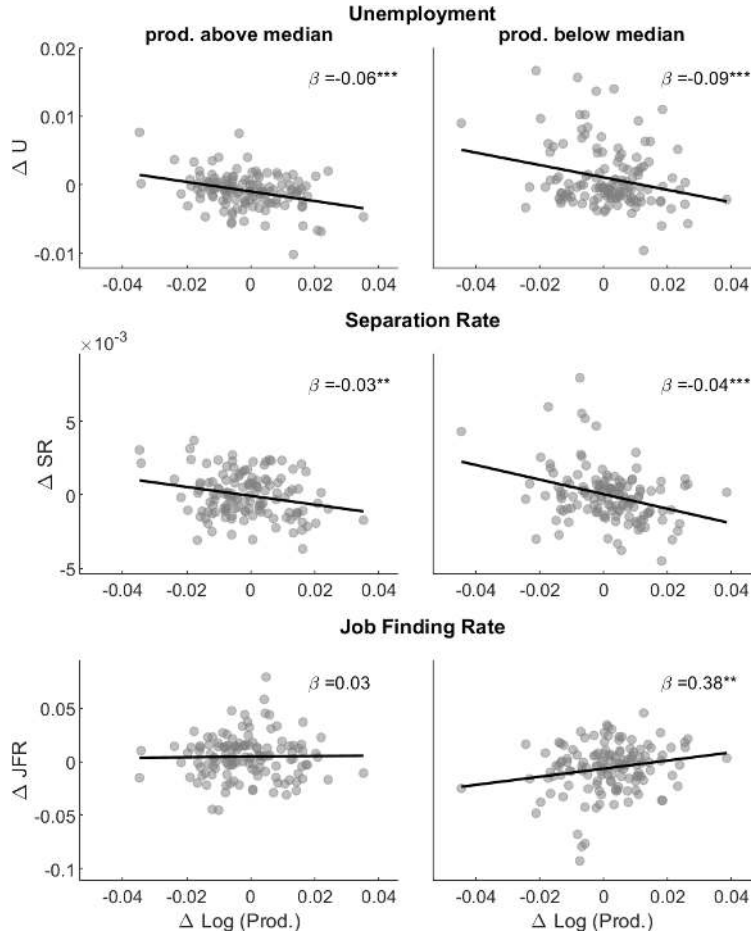 Unemployment
prod. above median
prod. below median
0.02
0.01
0
-0.01
Δ U
β =-0.06***
β =-0.09***
-0.04 -0.02 0 0.02 0.04
-0.04 -0.02 0 0.02 0.04
Separation Rate
×10⁻³
5
0
-5
Δ SR
β =-0.03**
β =-0.04***
-0.04 -0.02 0 0.02 0.04
-0.04 -0.02 0 0.02 0.04
Job Finding Rate
0.05
0
-0.05
-0.1
Δ JFR
β =0.03
β =0.38**
-0.04 -0.02 0 0.02 0.04
-0.04 -0.02 0 0.02 0.04
Δ Log (Prod.)
Δ Log (Prod.)